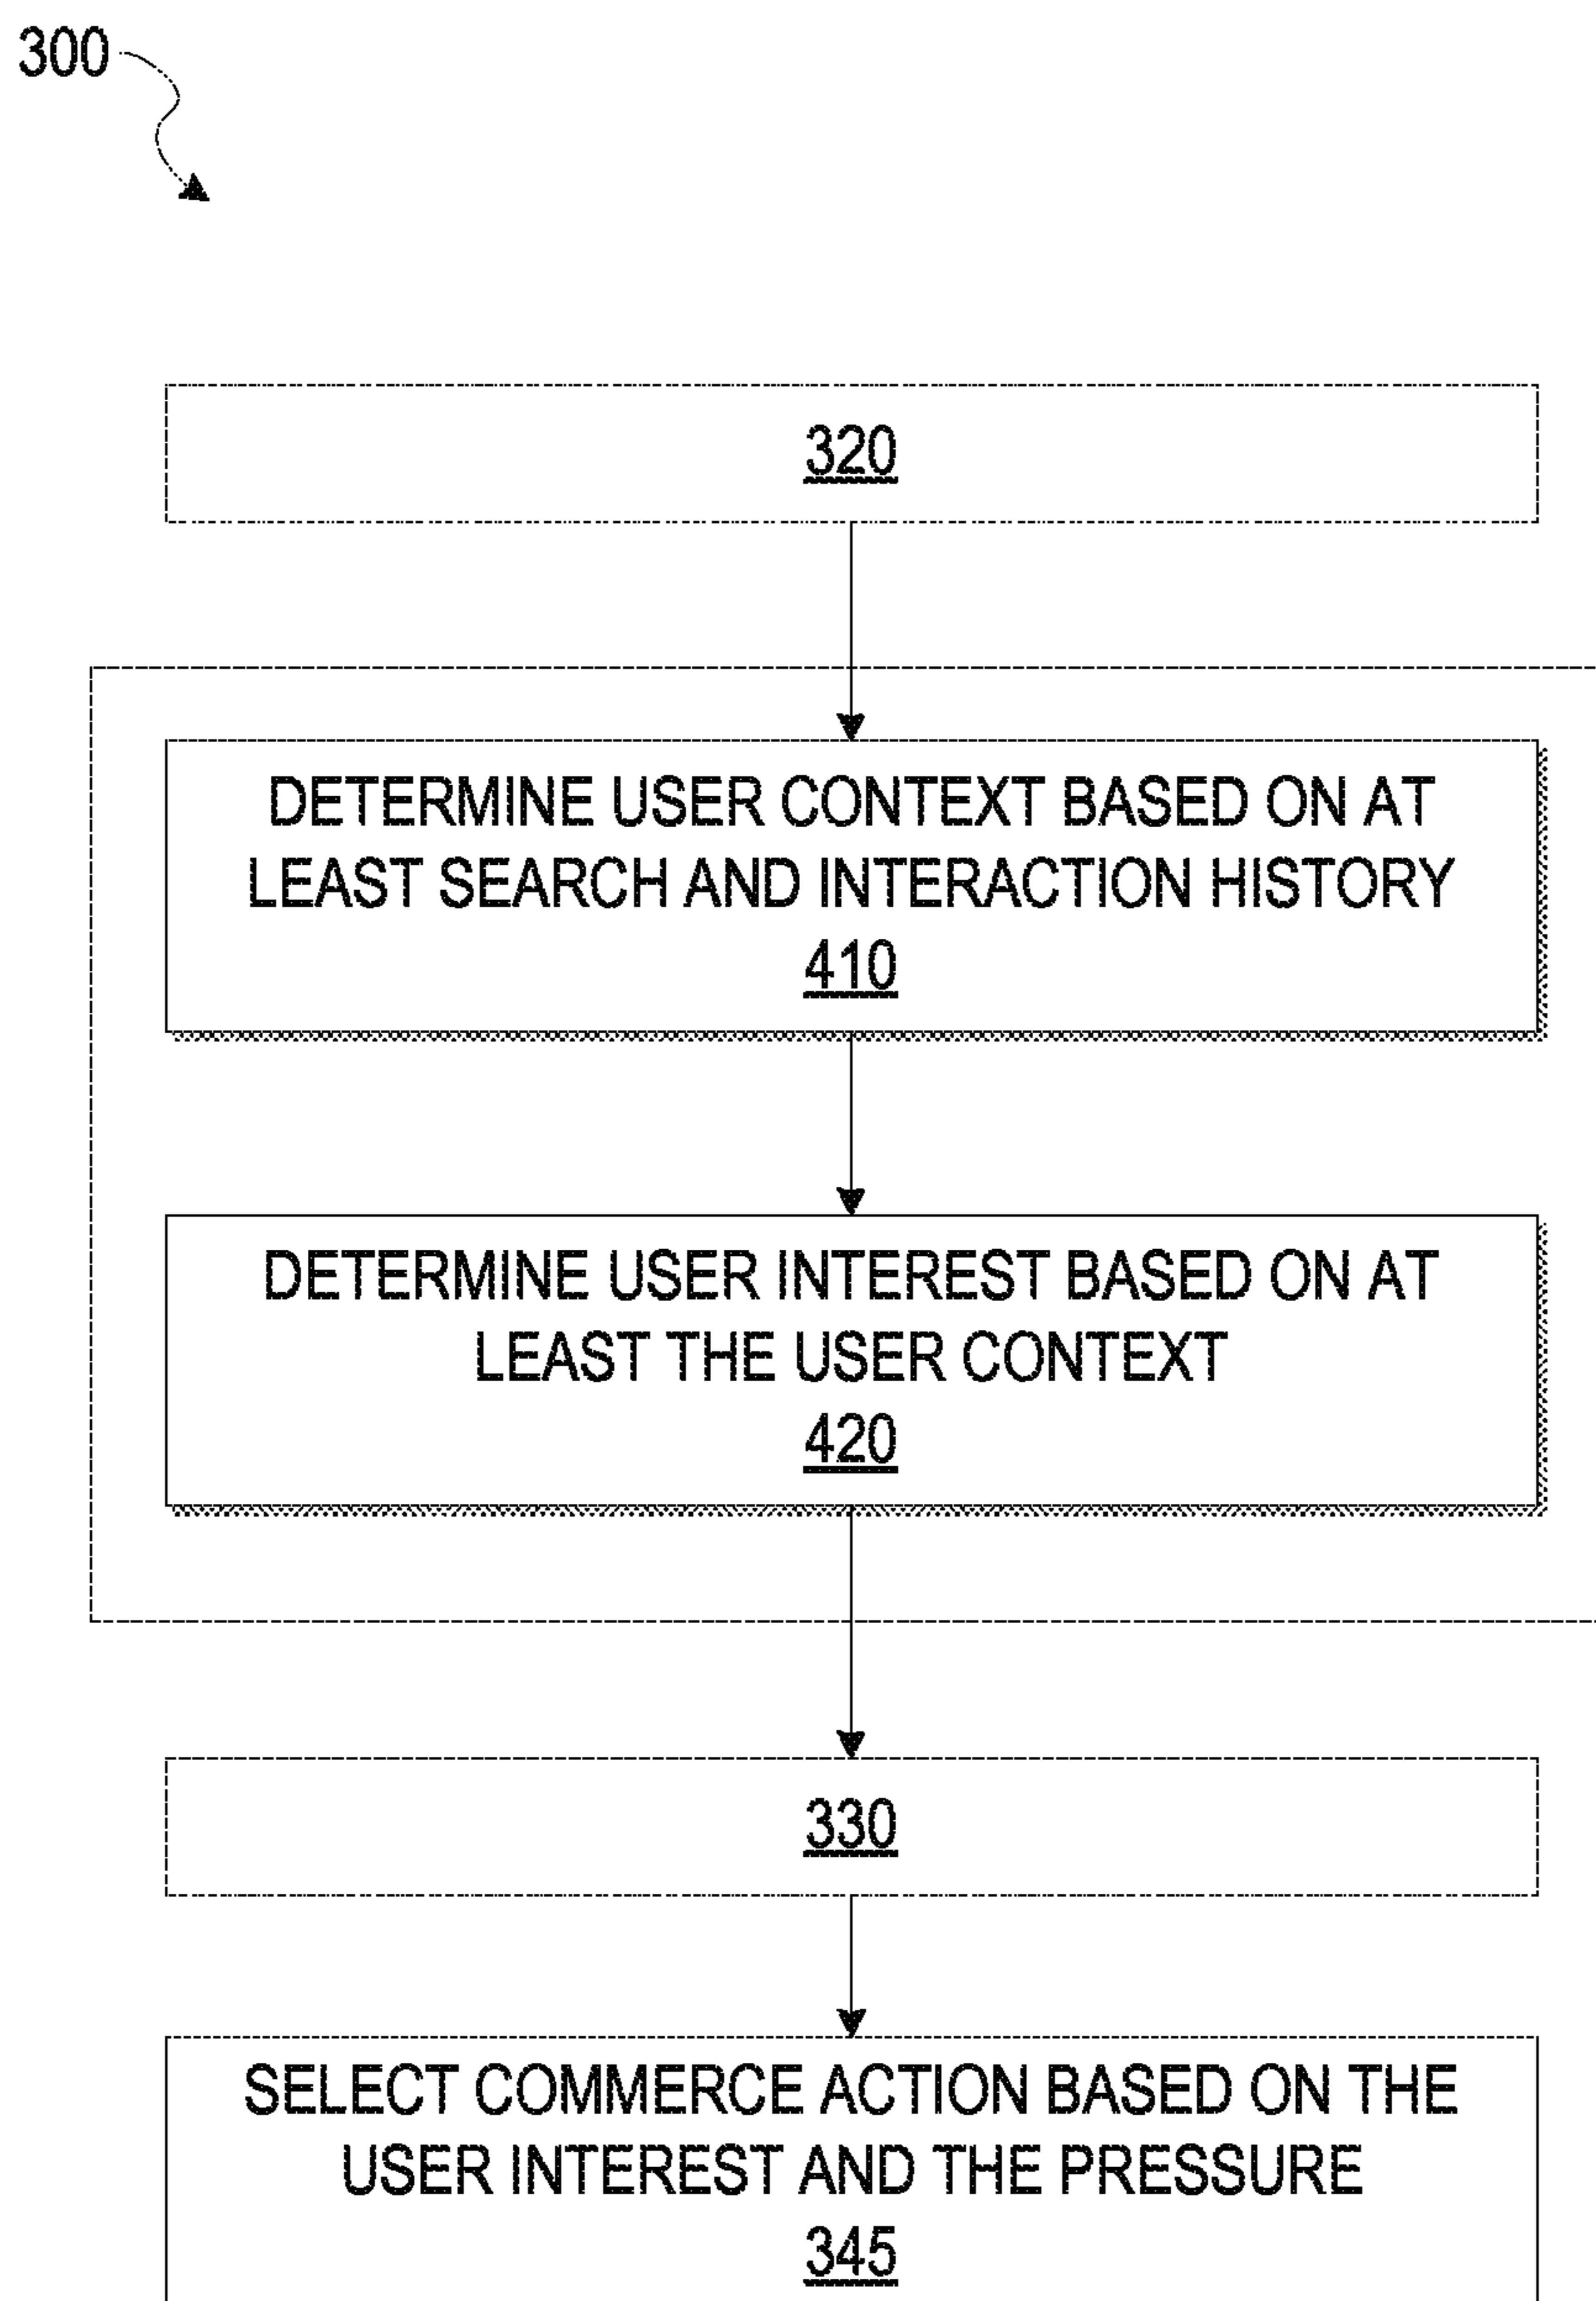 300
320
DETERMINE USER CONTEXT BASED ON AT
LEAST SEARCH AND INTERACTION HISTORY
410
DETERMINE USER INTEREST BASED ON AT
LEAST THE USER CONTEXT
420
330
SELECT COMMERCE ACTION BASED ON THE
USER INTEREST AND THE PRESSURE
345